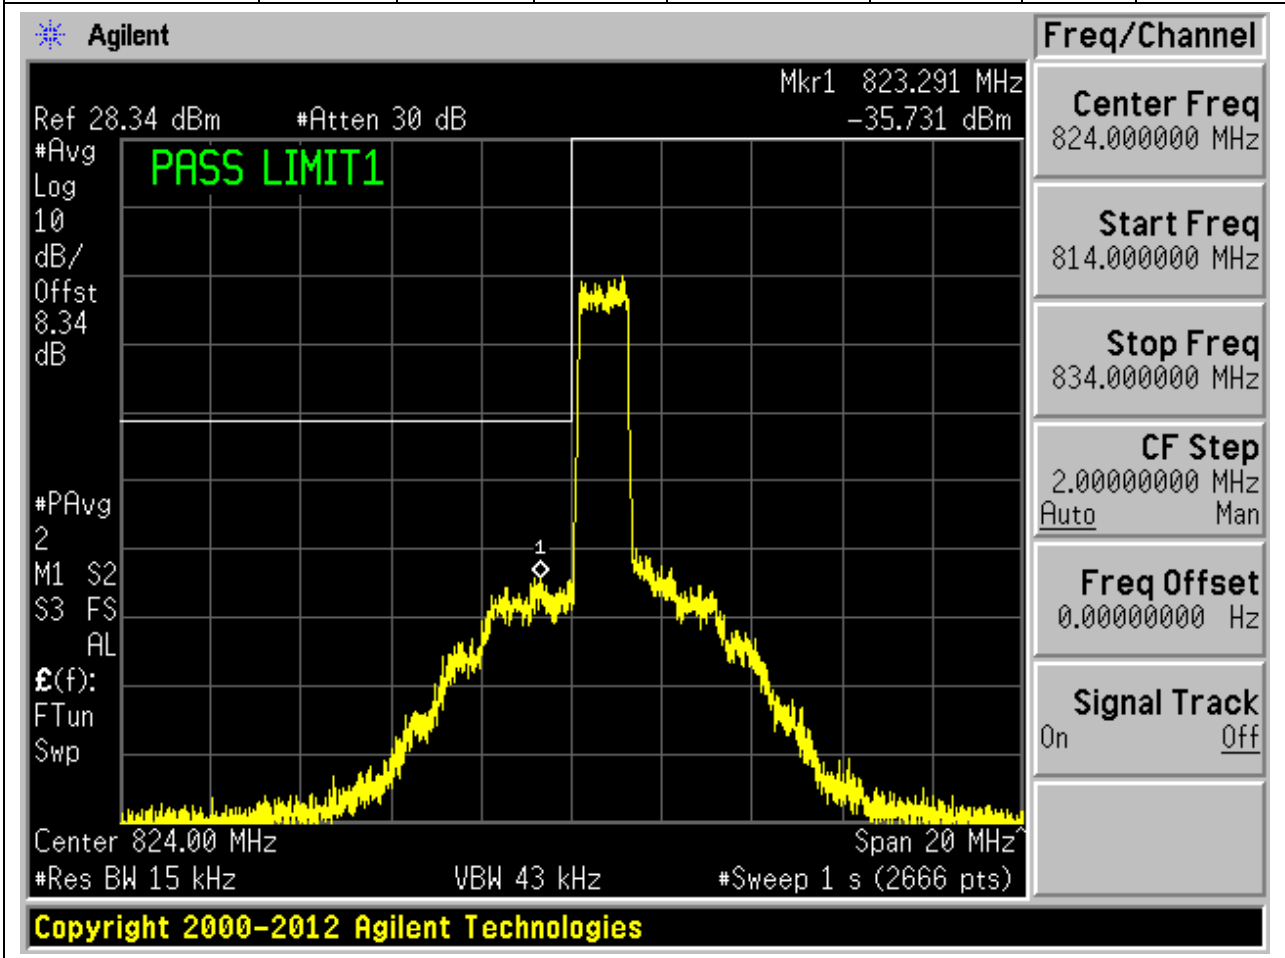 Agilent
Freq/Channel
Mkr1 823.291 MHz
Ref 28.34 dBm #Atten 30 dB -35.731 dBm
#Avg
Log
10
dB/
Offst
8.34
dB
PASS LIMIT1
#PAvg
2
M1 S2
S3 FS
AL
£(f):
FTun
Swp
1
Center 824.00 MHz Span 20 MHz^
#Res BW 15 kHz VBW 43 kHz #Sweep 1 s (2666 pts)
Center Freq
824.000000 MHz
Start Freq
814.000000 MHz
Stop Freq
834.000000 MHz
CF Step
2.00000000 MHz
Auto Man
Freq Offset
0.00000000 Hz
Signal Track
On Off
Copyright 2000-2012 Agilent Technologies